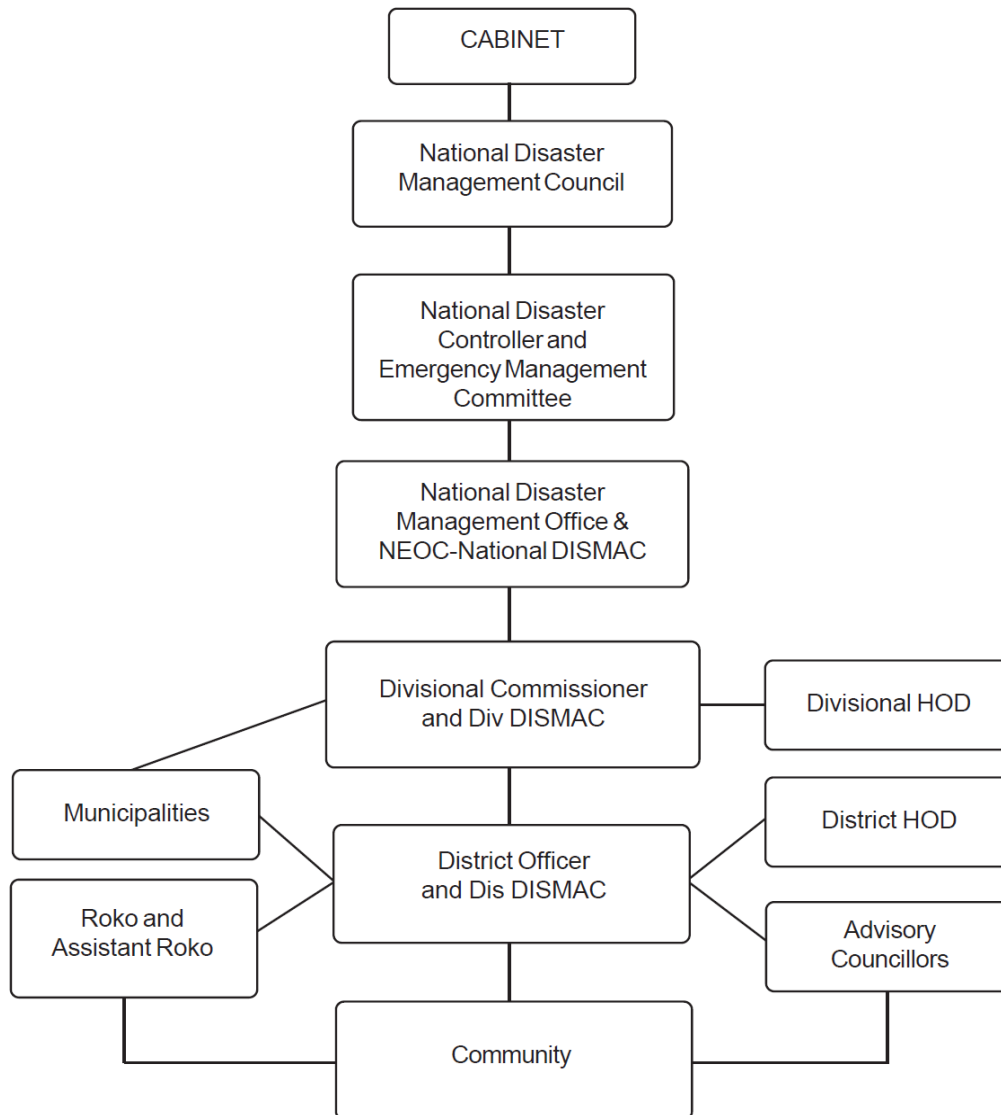 CABINET
National Disaster
Management Council
National Disaster
Controller and
Emergency Management
Committee
National Disaster
Management Office &
NEOC-National DISMAC
Divisional Commissioner
and Div DISMAC
Divisional HOD
Municipalities
District HOD
District Officer
and Dis DISMAC
Roko and
Assistant Roko
Advisory
Councillors
Community